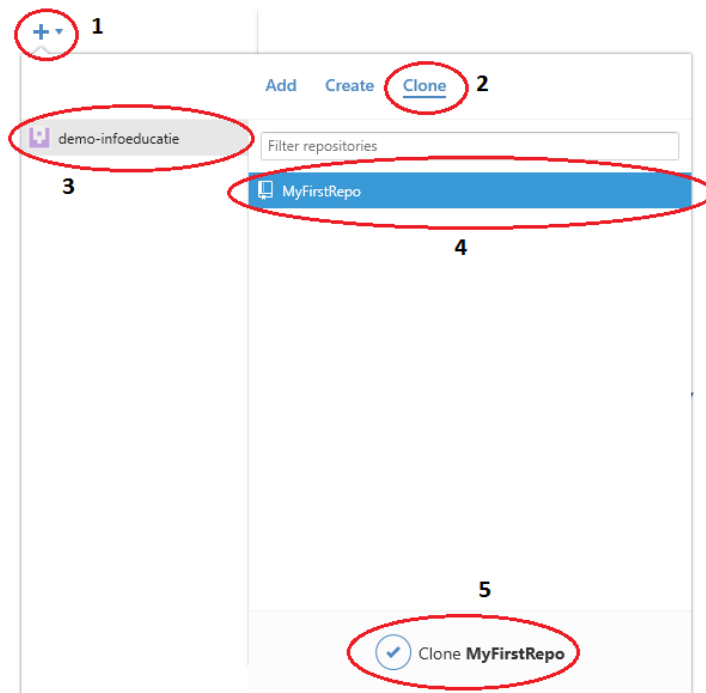 + 1
Add Create Clone 2
demo-infoeducatie
Filter repositories
3
MyFirstRepo
4
5
Clone MyFirstRepo